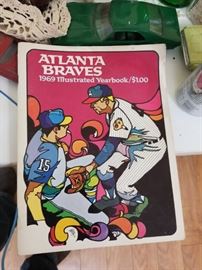 ATLANTA
BRAVES
1969 Illustrated Yearbook/$1.00
15